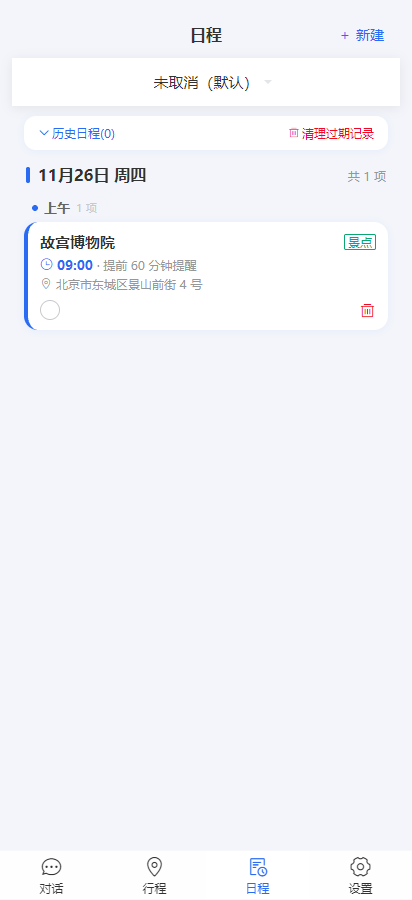 日程
+ 新建
未取消（默认）
历史日程(0)
清理过期记录
11月26日 周四
共 1 项
上午 1 项
故宫博物院
景点
09:00 · 提前 60 分钟提醒
北京市东城区景山前街 4 号
对话
行程
日程
设置